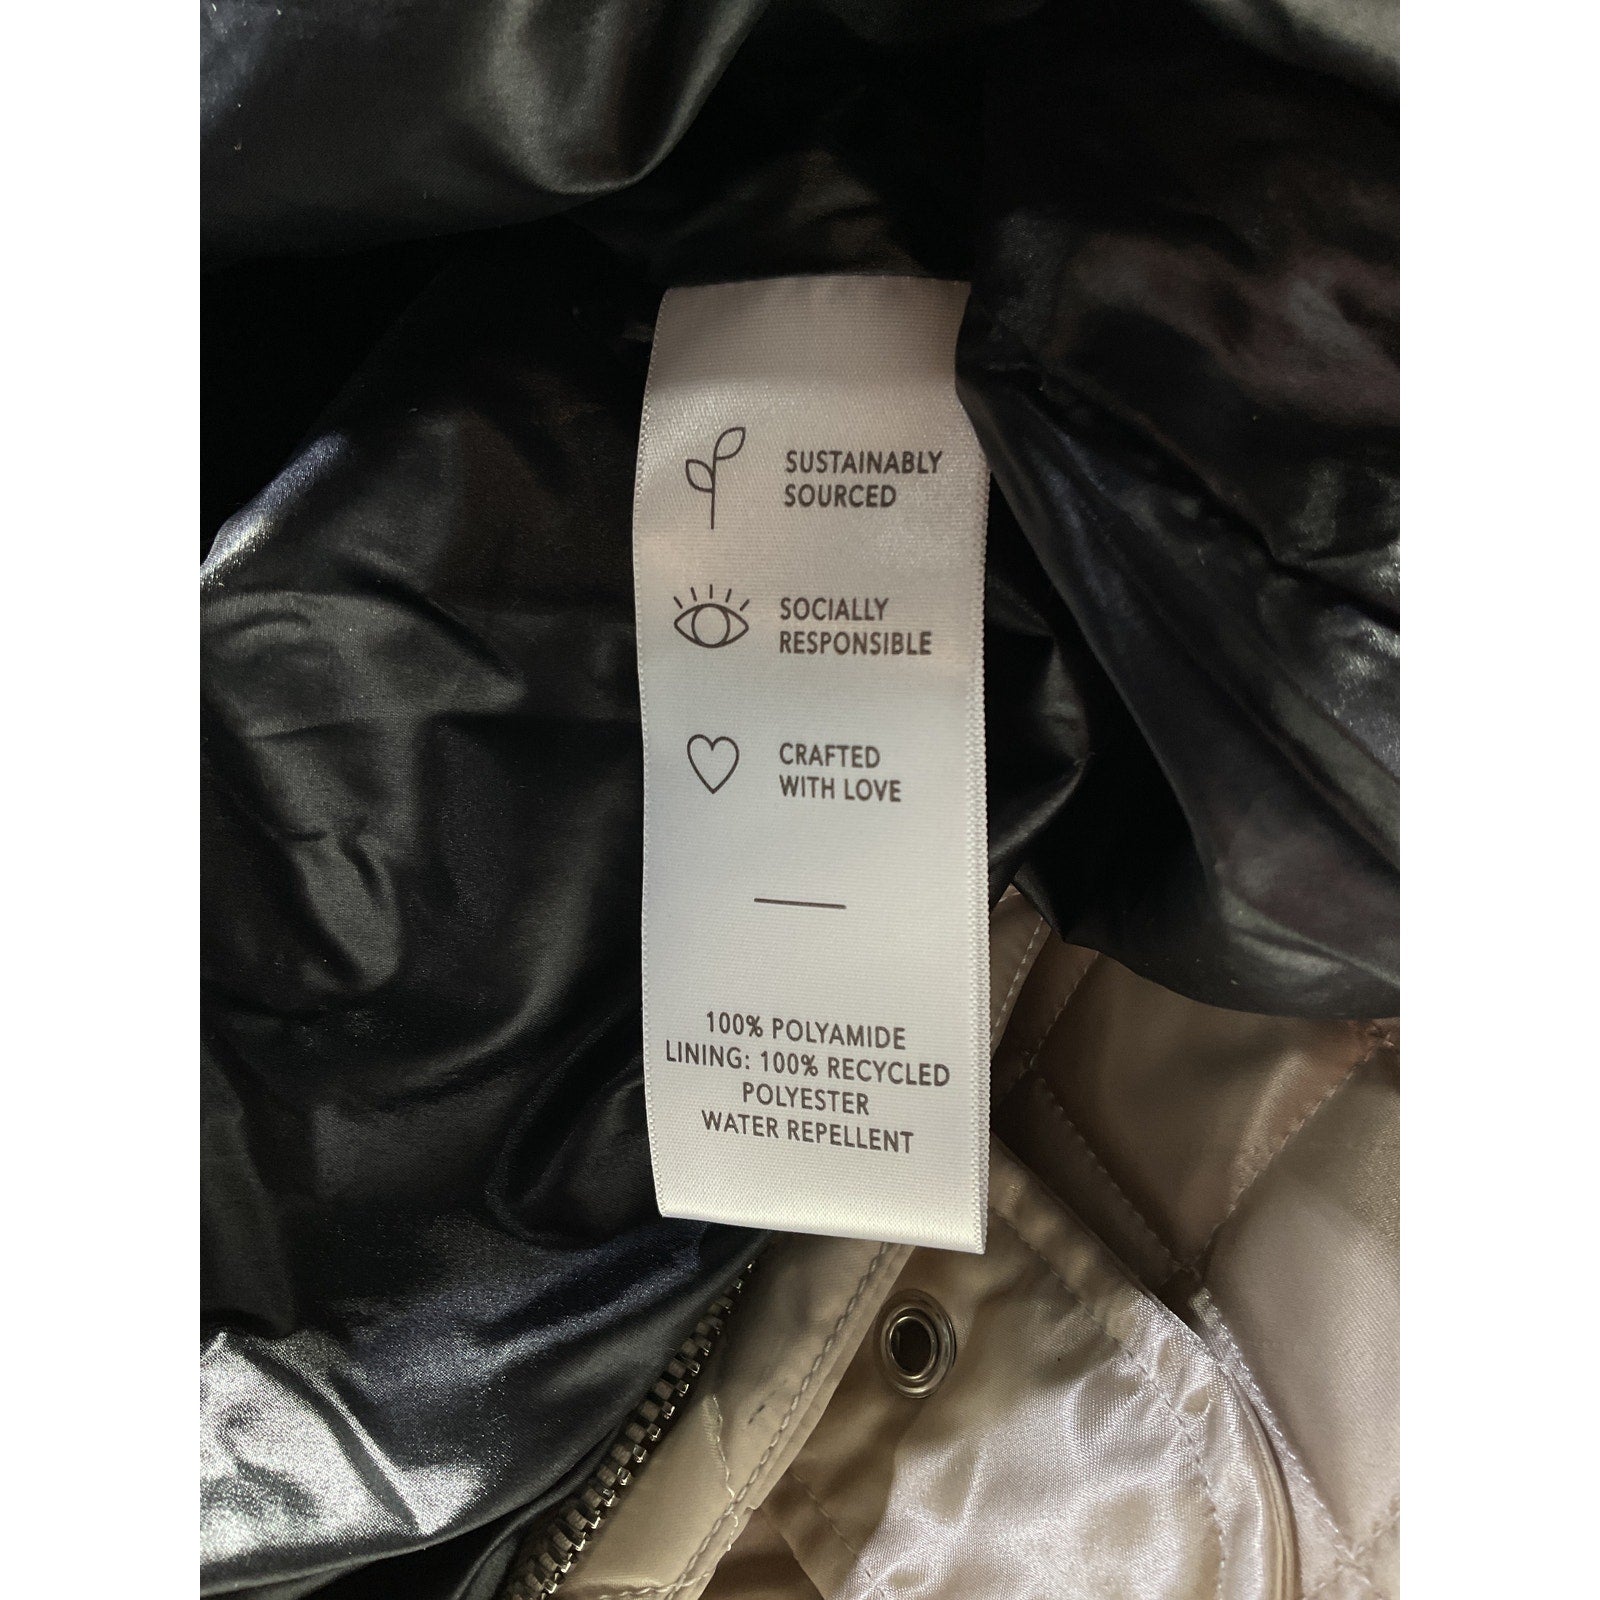 SUSTAINABLY
SOURCED
SOCIALLY
RESPONSIBLE
CRAFTED
WITH LOVE
100% POLYAMIDE
LINING: 100% RECYCLED
POLYESTER
WATER REPELLENT